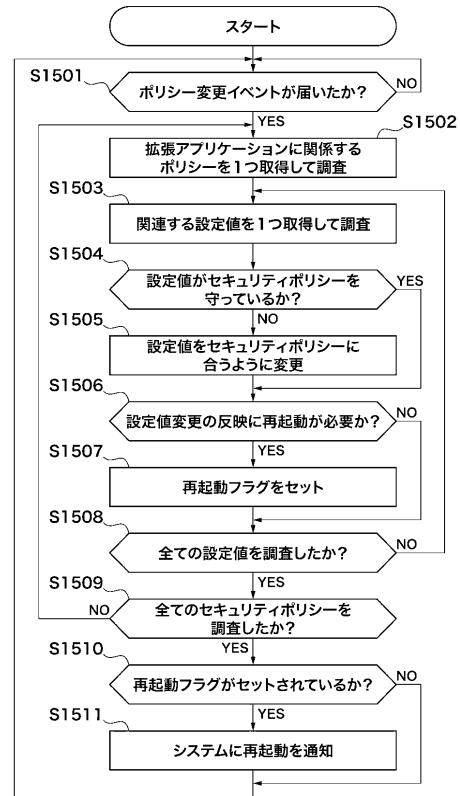 スタート
S1501
ポリシー変更イベントが届いたか?
NO
YES
S1502
拡張アプリケーションに関係する
ポリシーを1つ取得して調査
S1503
関連する設定値を1つ取得して調査
S1504
設定値がセキュリティポリシーを
守っているか?
YES
NO
S1505
設定値をセキュリティポリシーに
合うように変更
S1506
設定値変更の反映に再起動が必要か?
NO
YES
S1507
再起動フラグをセット
S1508
全ての設定値を調査したか?
NO
YES
S1509
NO
全てのセキュリティポリシーを
調査したか?
YES
S1510
再起動フラグがセットされているか?
NO
YES
S1511
システムに再起動を通知